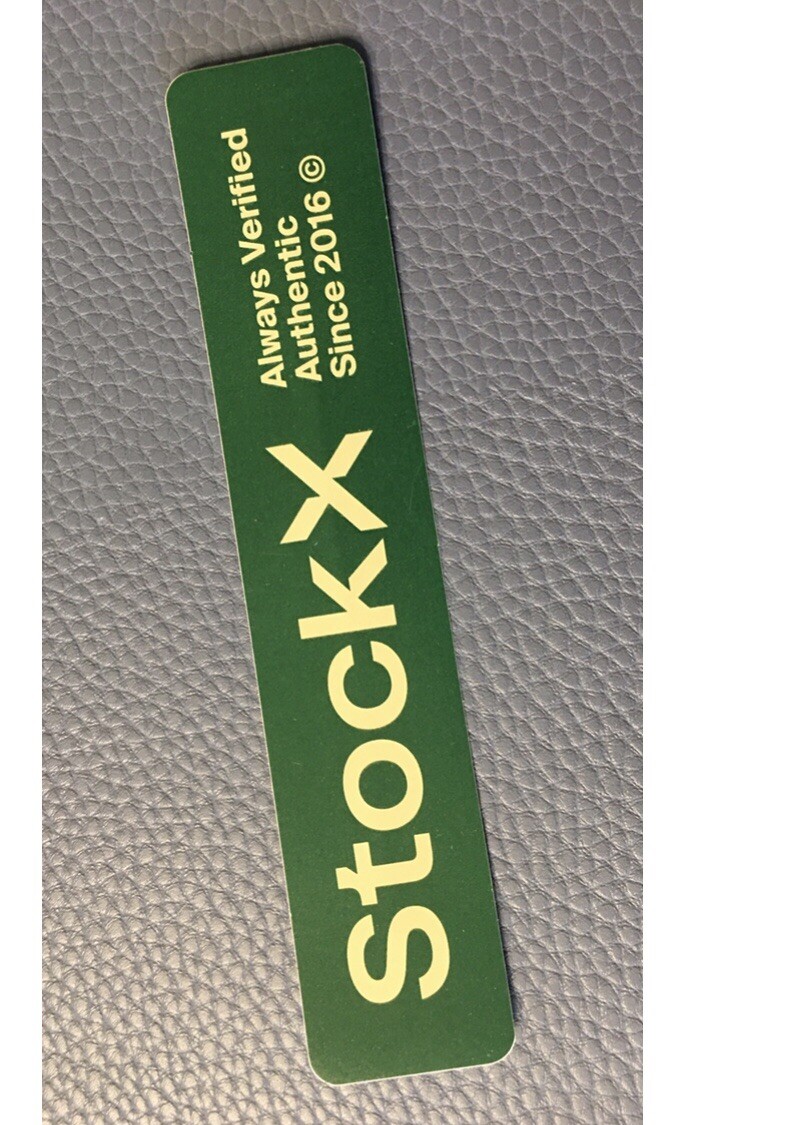 StockX
Always Verified
Authentic
Since 2016 ©